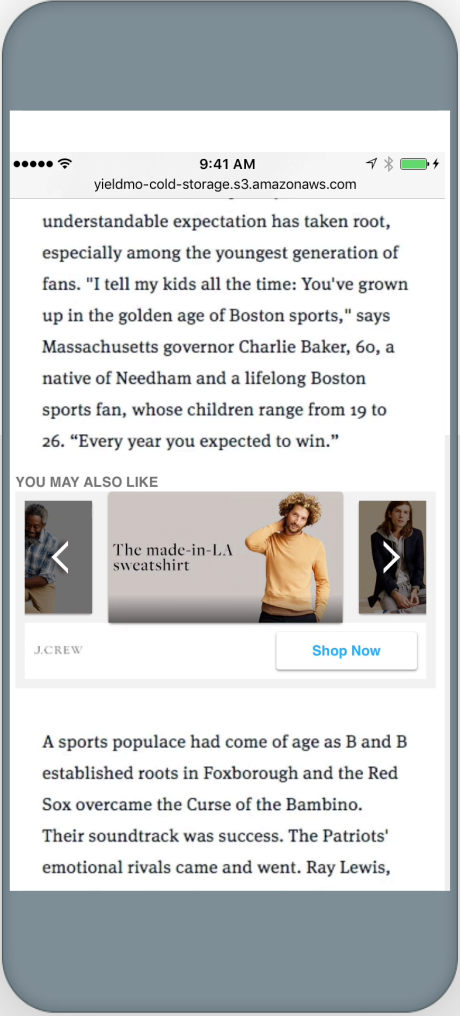 9:41 AM
yieldmo-cold-storage.s3.amazonaws.com
understandable expectation has taken root,
especially among the youngest generation of
fans. "I tell my kids all the time: You've grown
up in the golden age of Boston sports," says
Massachusetts governor Charlie Baker, 60, a
native of Needham and a lifelong Boston
sports fan, whose children range from 19 to
26. “Every year you expected to win.”
YOU MAY ALSO LIKE
The made-in-LA
sweatshirt
J.CREW
Shop Now
A sports populace had come of age as B and B
established roots in Foxborough and the Red
Sox overcame the Curse of the Bambino.
Their soundtrack was success. The Patriots'
emotional rivals came and went. Ray Lewis,